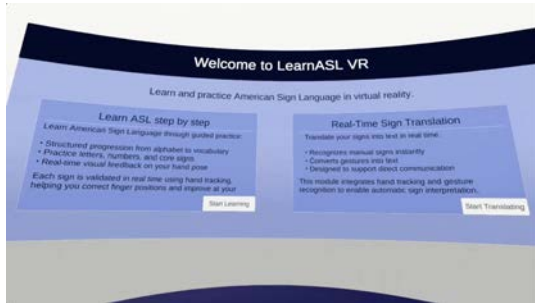 Welcome to LearnASL VR
Learn and practice American Sign Language in virtual reality.
Learn ASL step by step
Learn American Sign Language through guided practice
• Structured progression from alphabet to vocabulary
• Practice letters, numbers, and core signs
• Real-time visual feedback on your hand pose
Each sign is validated in real time using hand tracking,
helping you correct finger positions and improve at your
Start Learning
Real-Time Sign Translation
Translate your signs into text in real time.
• Recognizes manual signs instantly
• Converts gestures into text
• Designed to support direct communication
This module integrates hand tracking and gesture
recognition to enable automatic sign interpretation.
Start Translating